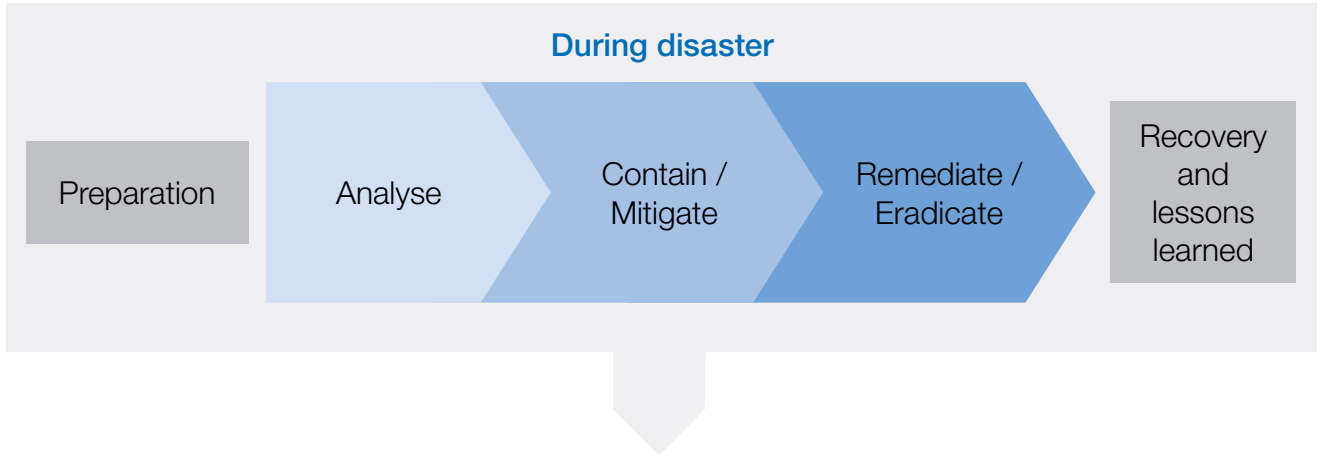 During disaster
Preparation
Analyse
Contain /
Mitigate
Remediate /
Eradicate
Recovery
and
lessons
learned